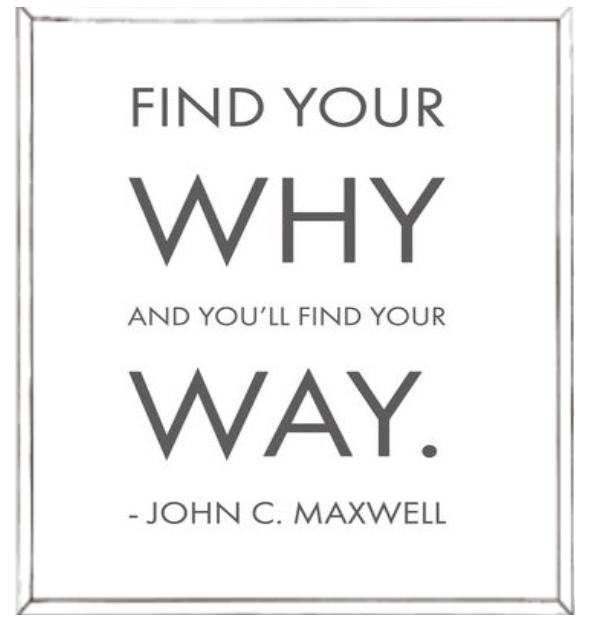 FIND YOUR
WHY
AND YOU'LL FIND YOUR
WAY.
- JOHN C. MAXWELL